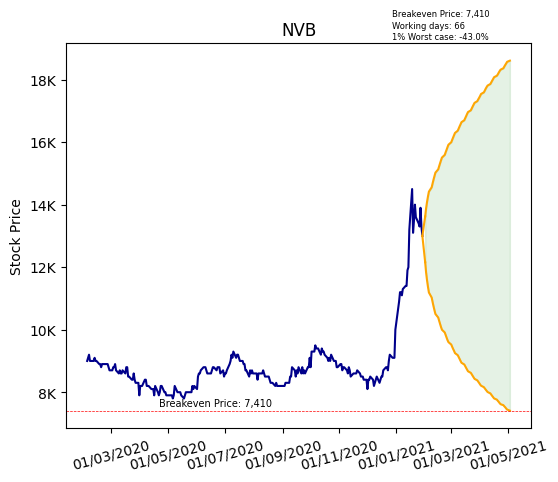 Breakeven Price: 7,410
Working days: 66
1% Worst case: -43.0%
NVB
Stock Price
18K
16K
14K
12K
10K
8K
Breakeven Price: 7,410
01/03/2020
01/05/2020
01/07/2020
01/09/2020
01/11/2020
01/01/2021
01/03/2021
01/05/2021